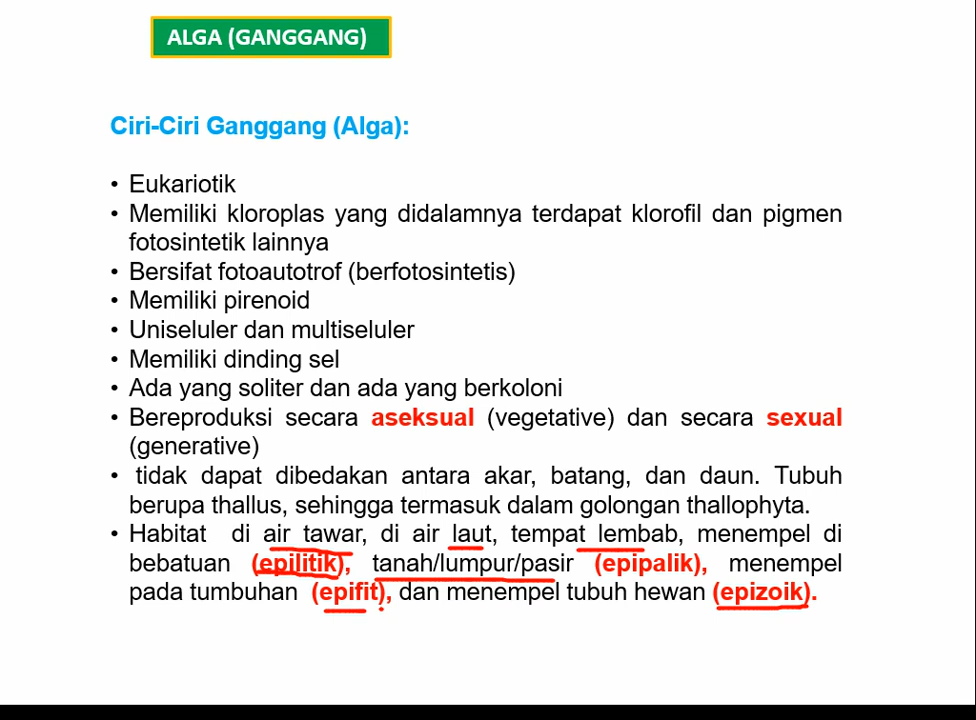 ALGA (GANGGANG)
Ciri-Ciri Ganggang (Alga):
• Eukariotik
• Memiliki kloroplas yang didalamnya terdapat klorofil dan pigmen
fotosintetik lainnya
• Bersifat fotoautotrof (berfotosintetis)
• Memiliki pirenoid
• Uniseluler dan multiseluler
• Memiliki dinding sel
• Ada yang soliter dan ada yang berkoloni
• Bereproduksi secara aseksual (vegetative) dan secara sexual
(generative)
• tidak dapat dibedakan antara akar, batang, dan daun. Tubuh
berupa thallus, sehingga termasuk dalam golongan thallophyta.
• Habitat di air tawar, di air laut, tempat lembab, menempel di
bebatuan (epilitik), tanah/lumpur/pasir (epipalik), menempel
pada tumbuhan (epifit), dan menempel tubuh hewan (epizoik).